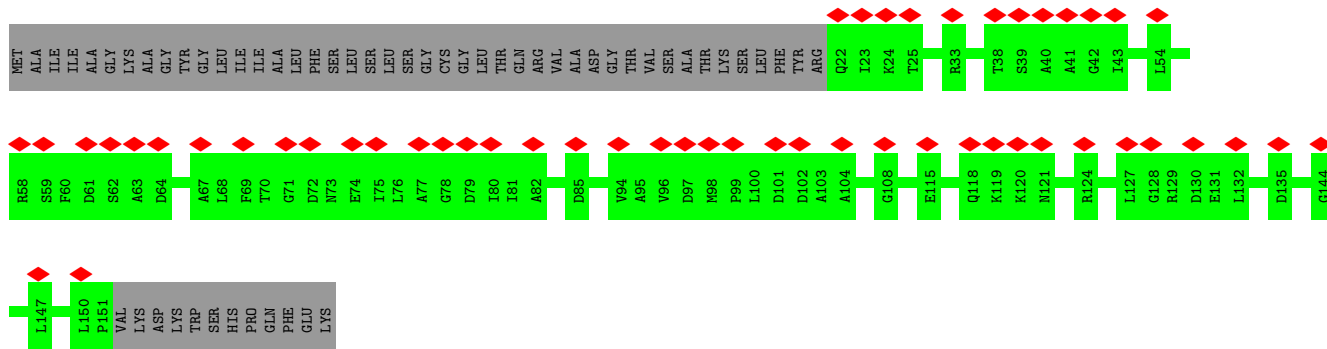 MET ALA ILE ILE ALA GLY LYS ALA GLY TYR GLY LEU ILE ILE ALA LEU PHE SER LEU SER LEU SER GLY CYS GLY LEU THR GLN ARG VAL ALA ASP GLY THR VAL SER ALA THR LYS SER LEU PHE TYR ARG Q22 I23 K24 T25 R33 T38 S39 A40 A41 G42 I43 L54
R58 S59 F60 D61 S62 A63 D64 A67 L68 F69 T70 G71 D72 N73 E74 I75 L76 A77 G78 D79 I80 I81 A82 D85 V94 A95 V96 D97 M98 P99 L100 D101 D102 A103 A104 G108 E115 Q118 K119 K120 N121 R124 L127 G128 R129 D130 E131 L132 D135 G144
L147 L150 P151 VAL LYS ASP LYS TRP SER HIS PRO GLN PHE GLU LYS